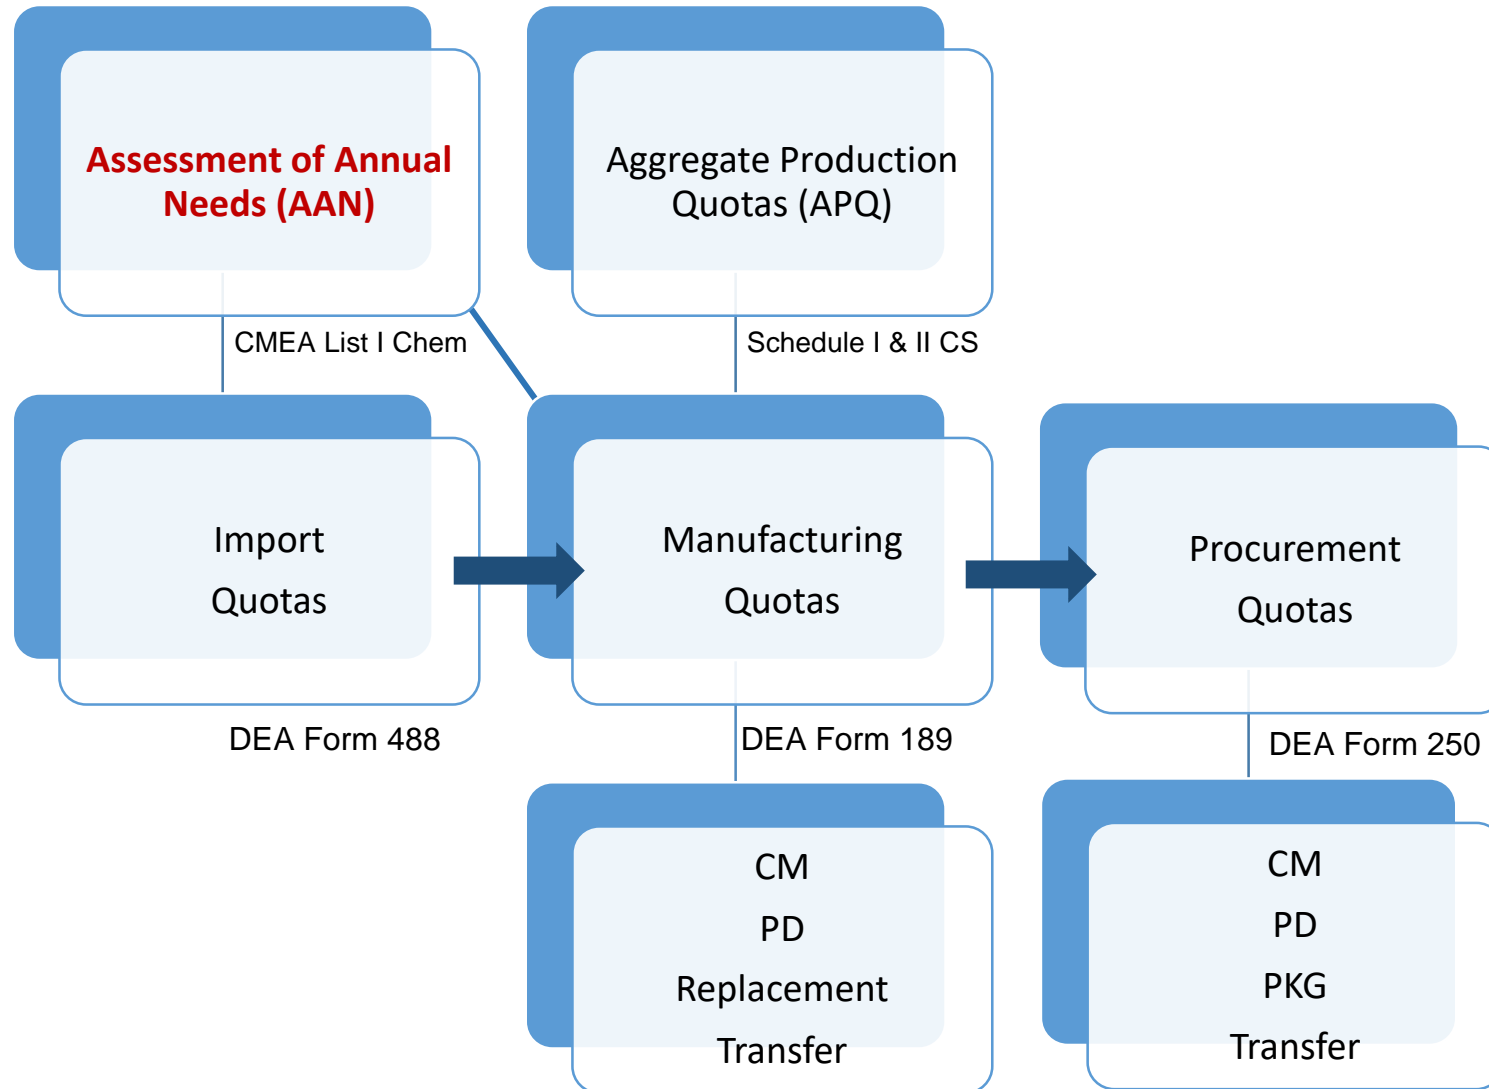 Assessment of Annual
Needs (AAN)
Aggregate Production
Quotas (APQ)
CMEA List I Chem
Schedule I & II CS
Import
Quotas
Manufacturing
Quotas
Procurement
Quotas
DEA Form 488
DEA Form 189
DEA Form 250
CM
PD
Replacement
Transfer
CM
PD
PKG
Transfer